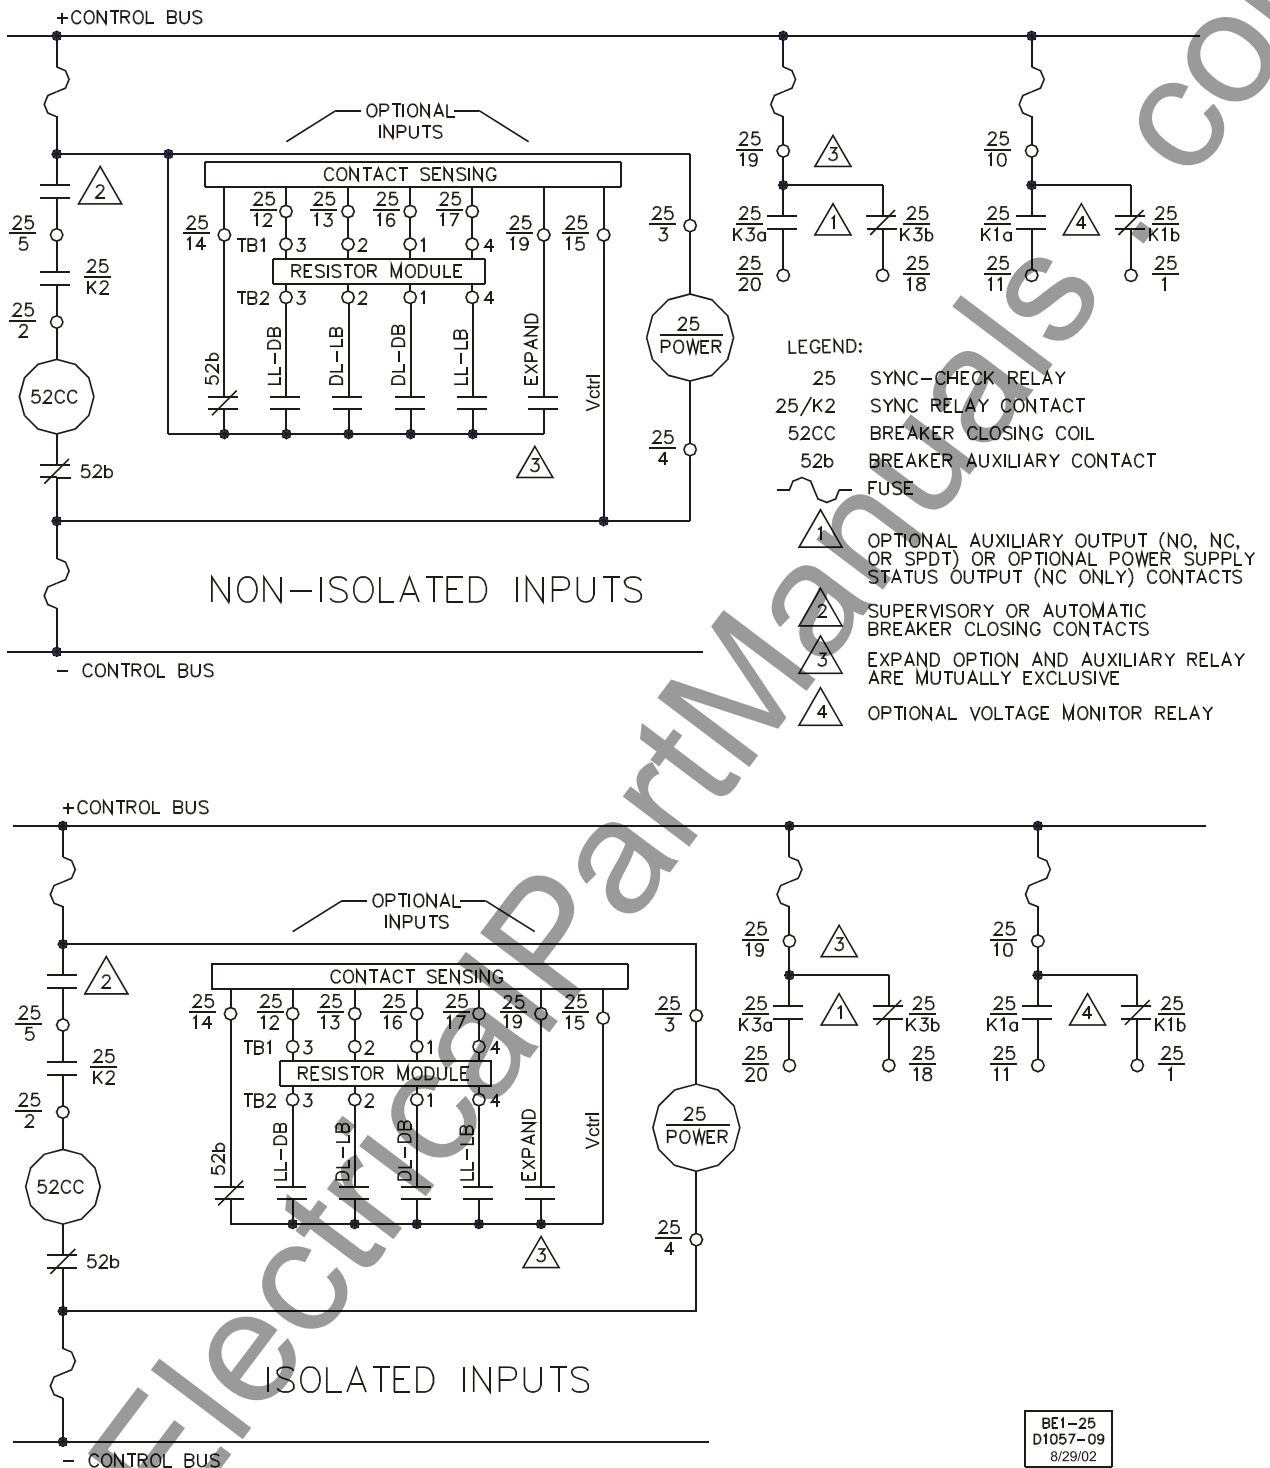 +CONTROL BUS
OPTIONAL
INPUTS
CONTACT SENSING
2
25
5
25
K2
25
2
52CC
52b
25
14
25
12
25
13
25
16
25
17
25
19
25
15
TB1 3 2 1 4
RESISTOR MODULE
TB2 3 2 1 4
52b
LL-DB
DL-LB
DL-DB
LL-LB
EXPAND
Vctrl
3
25
3
25
POWER
25
4
25
19
3
25
K3a
1
25
K3b
25
20
25
18
25
10
25
K1a
4
25
K1b
25
11
25
1
LEGEND:
25 SYNC-CHECK RELAY
25/K2 SYNC RELAY CONTACT
52CC BREAKER CLOSING COIL
52b BREAKER AUXILIARY CONTACT
FUSE
1 OPTIONAL AUXILIARY OUTPUT (NO, NC,
OR SPDT) OR OPTIONAL POWER SUPPLY
STATUS OUTPUT (NC ONLY) CONTACTS
2 SUPERVISORY OR AUTOMATIC
BREAKER CLOSING CONTACTS
3 EXPAND OPTION AND AUXILIARY RELAY
ARE MUTUALLY EXCLUSIVE
4 OPTIONAL VOLTAGE MONITOR RELAY
NON-ISOLATED INPUTS
- CONTROL BUS
+CONTROL BUS
OPTIONAL
INPUTS
CONTACT SENSING
2
25
5
25
K2
25
2
52CC
52b
25
14
25
12
25
13
25
16
25
17
25
19
25
15
TB1 3 2 1 4
RESISTOR MODULE
TB2 3 2 1 4
52b
LL-DB
DL-LB
DL-DB
LL-LB
EXPAND
Vctrl
3
25
3
25
POWER
25
4
25
19
3
25
K3a
1
25
K3b
25
20
25
18
25
10
25
K1a
4
25
K1b
25
11
25
1
ISOLATED INPUTS
- CONTROL BUS
BE1-25
D1057-09
8/29/02
ElectricalPartManuals . co